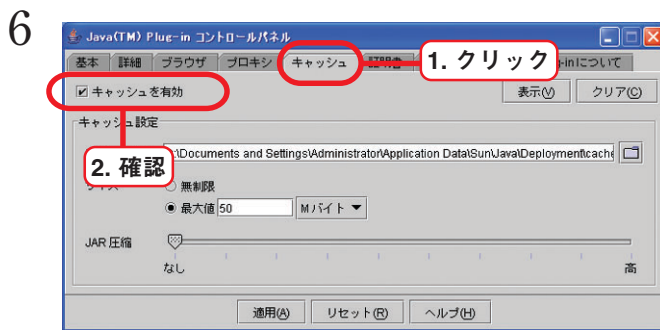 6
Java(TM) Plug-in コントロールパネル
基本 詳細 ブラウザ プロキシ キャッシュ 証明書 -inについて
1. クリック
キャッシュを有効 表示(V) クリア(C)
キャッシュ設定
:\Documents and Settings\Administrator\Application Data\Sun\Java\Deployment\cache
2. 確認
無制限
最大値 50 Mバイト
JAR 圧縮
なし 高
適用(A) リセット(R) ヘルプ(H)